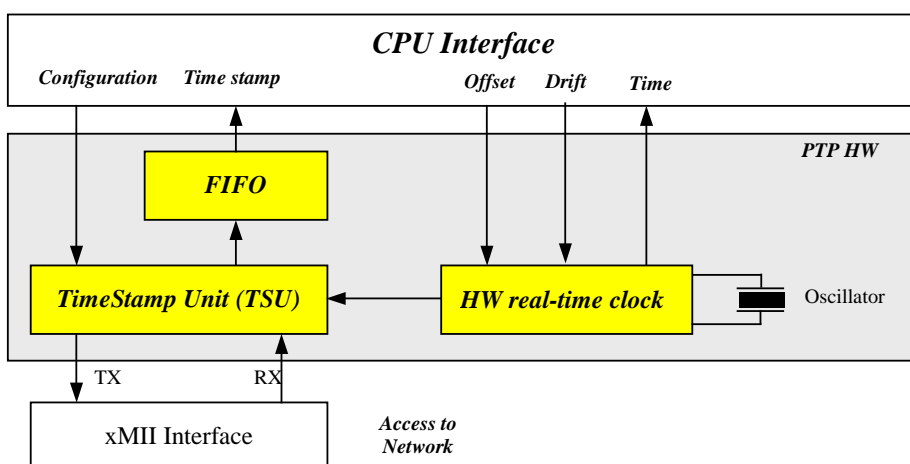 CPU Interface
Configuration Time stamp Offset Drift Time
PTP HW
FIFO
TimeStamp Unit (TSU)
HW real-time clock
Oscillator
TX RX
xMII Interface
Access to
Network